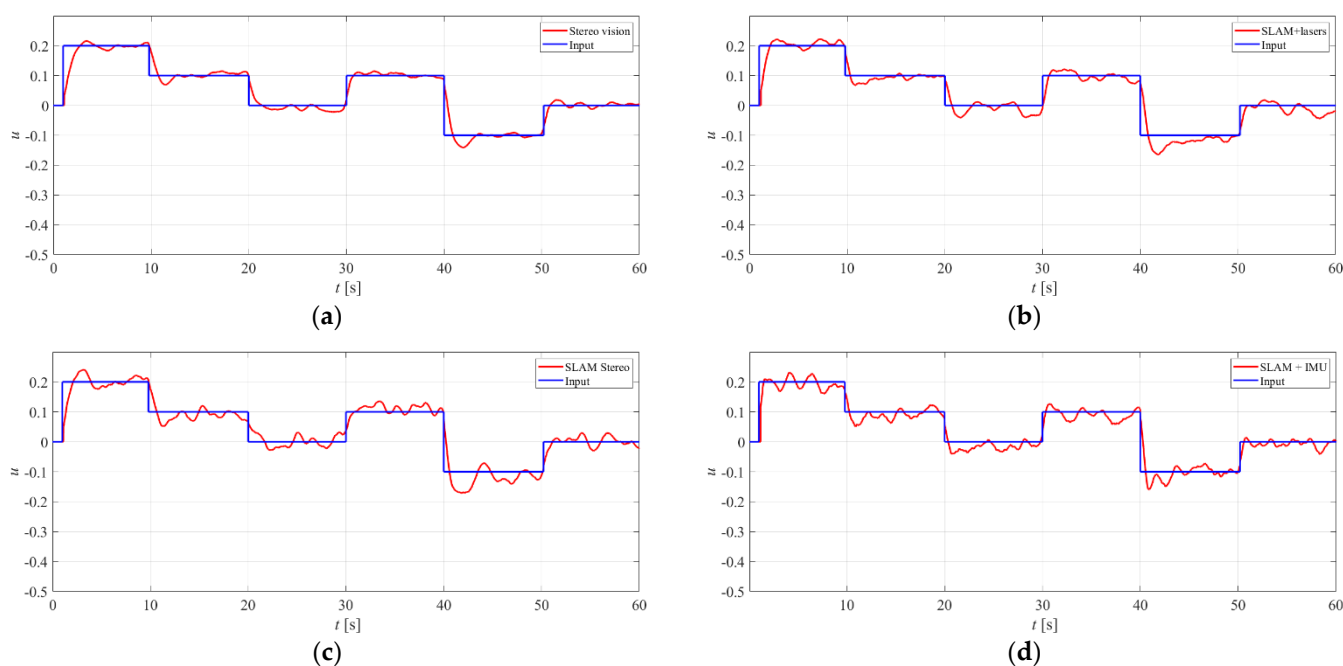 Stereo vision
Input
0.2
0.1
0
-0.1
-0.2
-0.3
-0.4
-0.5
u
0 10 20 30 40 50 60
t [s]
(a)
SLAM+lasers
Input
0.2
0.1
0
-0.1
-0.2
-0.3
-0.4
-0.5
u
0 10 20 30 40 50 60
t [s]
(b)
SLAM Stereo
Input
0.2
0.1
0
-0.1
-0.2
-0.3
-0.4
-0.5
u
0 10 20 30 40 50 60
t [s]
(c)
SLAM + IMU
Input
0.2
0.1
0
-0.1
-0.2
-0.3
-0.4
-0.5
u
0 10 20 30 40 50 60
t [s]
(d)